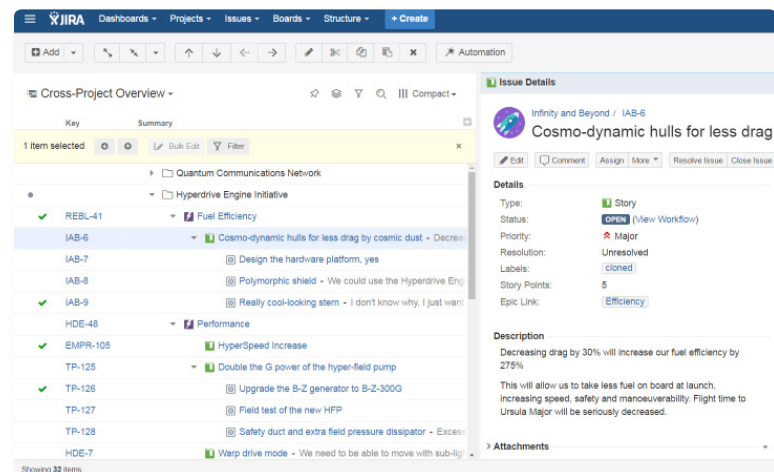 JIRA Dashboards Projects Issues Boards Structure + Create
Add Automation
Cross-Project Overview Compact
Key Summary
1 item selected Bulk Edit Filter
Quantum Communications Network
Hyperdrive Engine Initiative
REBL-41 Fuel Efficiency
IAB-6 Cosmo-dynamic hulls for less drag by cosmic dust - Decreas
IAB-7 Design the hardware platform, yes
IAB-8 Polymorphic shield - We could use the Hyperdrive Eng
IAB-9 Really cool-looking stern - I don't know why, I just want
HDE-48 Performance
EMPR-105 HyperSpeed Increase
TP-125 Double the G power of the hyper-field pump
TP-126 Upgrade the B-Z generator to B-Z-300G
TP-127 Field test of the new HFP
TP-128 Safety duct and extra field pressure dissipator - Excess
HDE-7 Warp drive mode - We need to be able to move with sub-lig
Showing 32 items
Issue Details
Infinity and Beyond / IAB-6
Cosmo-dynamic hulls for less drag
Edit Comment Assign More Resolve Issue Close Issue
Details
Type: Story
Status: OPEN (View Workflow)
Priority: Major
Resolution: Unresolved
Labels: cloned
Story Points: 5
Epic Link: Efficiency
Description
Decreasing drag by 30% will increase our fuel efficiency by
275%
This will allow us to take less fuel on board at launch,
increasing speed, safety and manoeuverability. Flight time to
Ursula Major will be seriously decreased.
Attachments